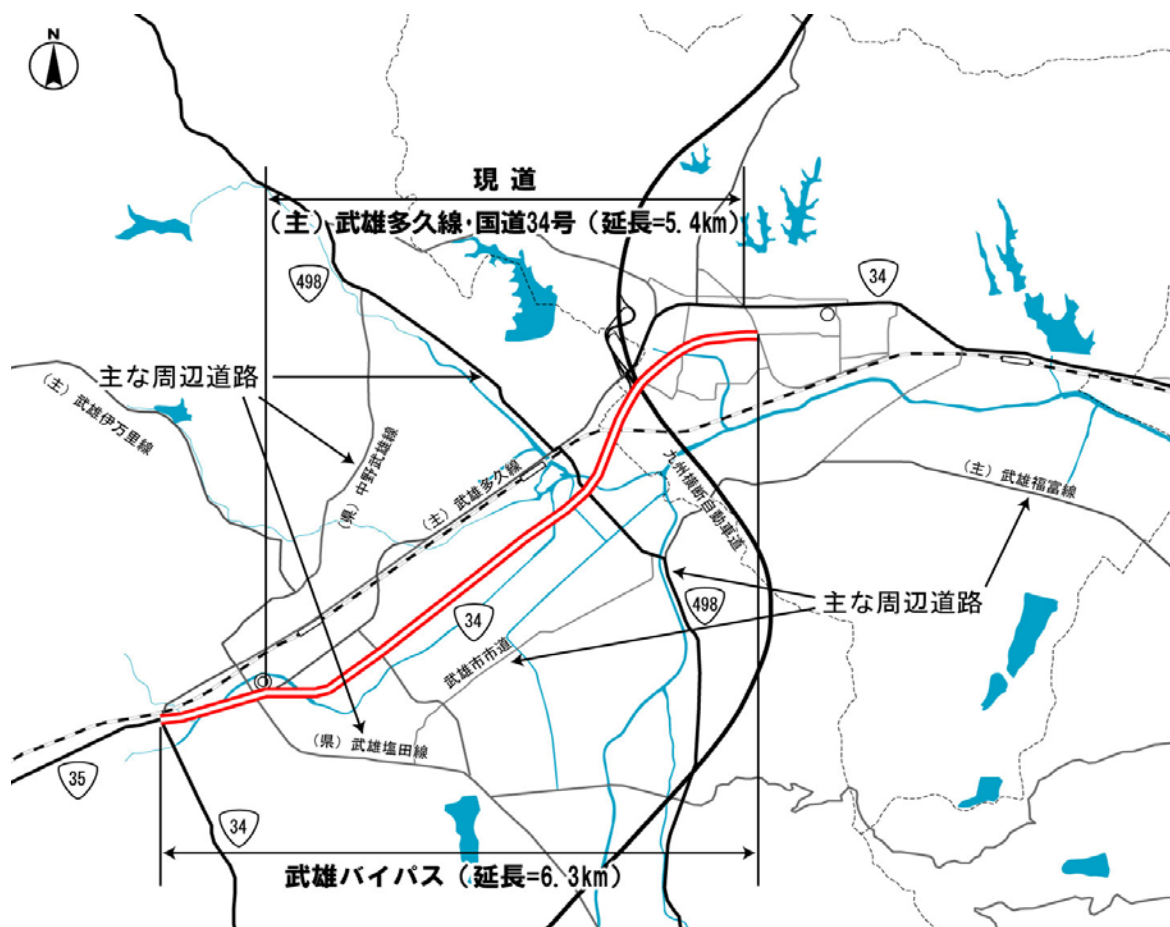 N
現道
(主)武雄多久線・国道34号(延長=5.4km)
498
34
主な周辺道路
(主)武雄伊万里線
(県)中野武雄線
(主)武雄多久線
九州横断自動車道
(主)武雄福富線
34
498
主な周辺道路
武雄市市道
(県)武雄塩田線
35
34
武雄バイパス(延長=6.3km)